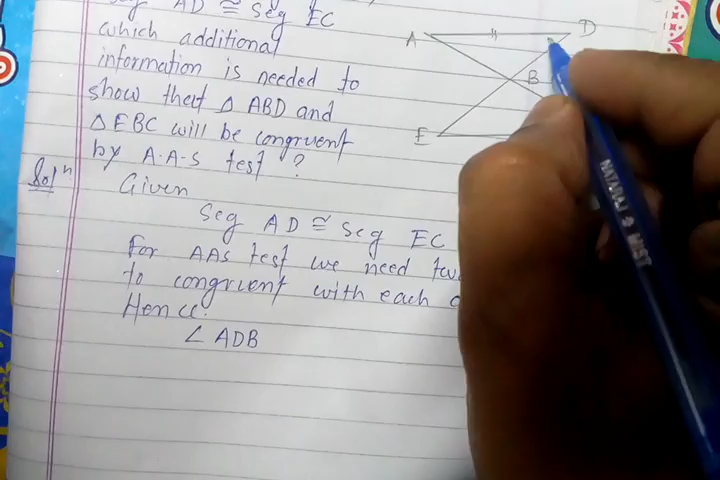 seg AD ≅ seg EC
which additional
information is needed to
show that △ ABD and
△ EBC will be congruent
by A.A-S test ?
Solⁿ Given
Seg AD ≅ seg EC
For AAS test we need
to congruent with each
Hence.
∠ ADB
A
D
B
E